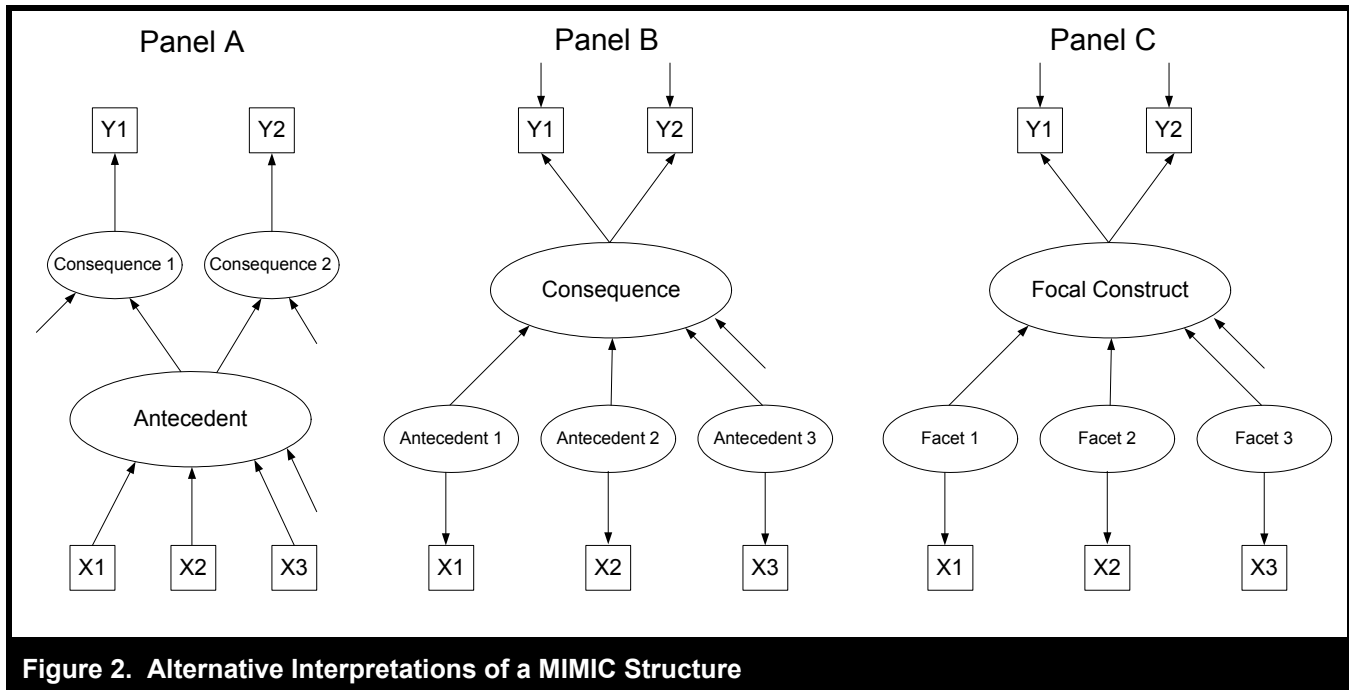 Panel A
Panel B
Panel C
Y1 Y2
Y1 Y2
Y1 Y2
Consequence 1 Consequence 2
Consequence
Focal Construct
Antecedent
Antecedent 1 Antecedent 2 Antecedent 3
Facet 1 Facet 2 Facet 3
X1 X2 X3
X1 X2 X3
X1 X2 X3
Figure 2. Alternative Interpretations of a MIMIC Structure